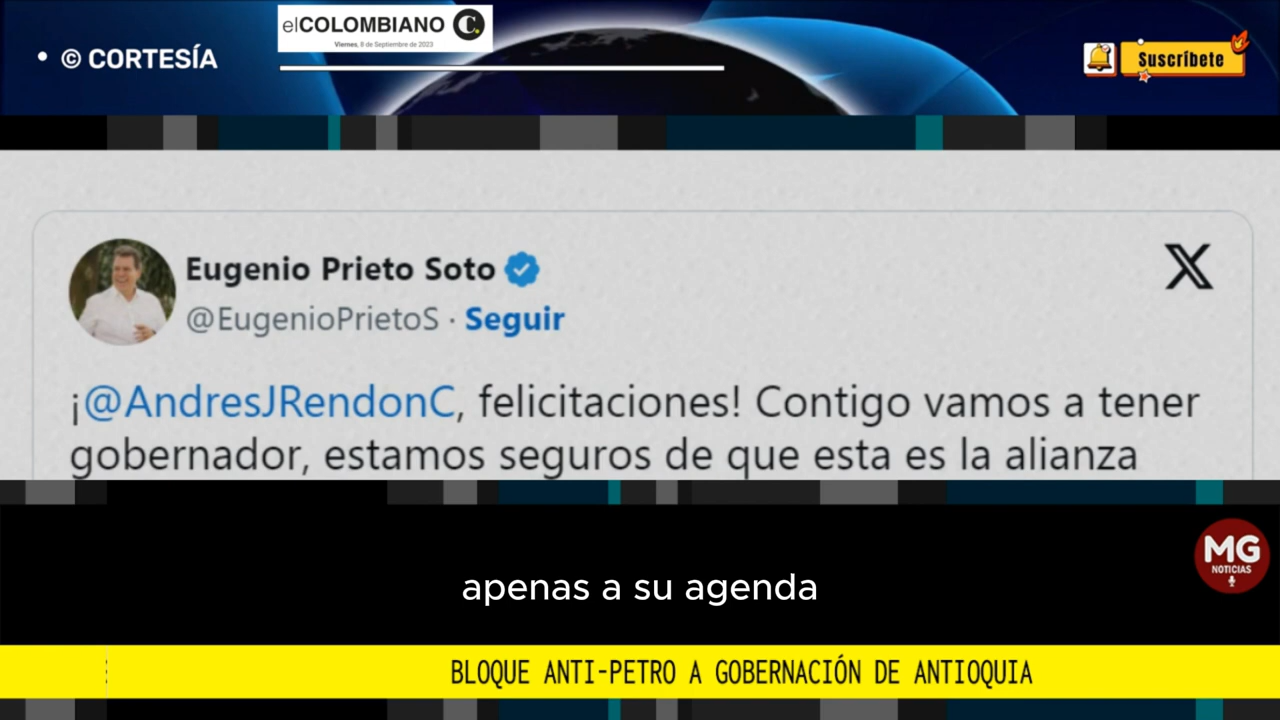 elCOLOMBIANO
Viernes, 8 de Septiembre de 2023
• © CORTESÍA
Suscríbete
Eugenio Prieto Soto
@EugenioPrietoS · Seguir
¡@AndresJRendonC, felicitaciones! Contigo vamos a tener
gobernador, estamos seguros de que esta es la alianza
MG
NOTICIAS
apenas a su agenda
BLOQUE ANTI-PETRO A GOBERNACIÓN DE ANTIOQUIA